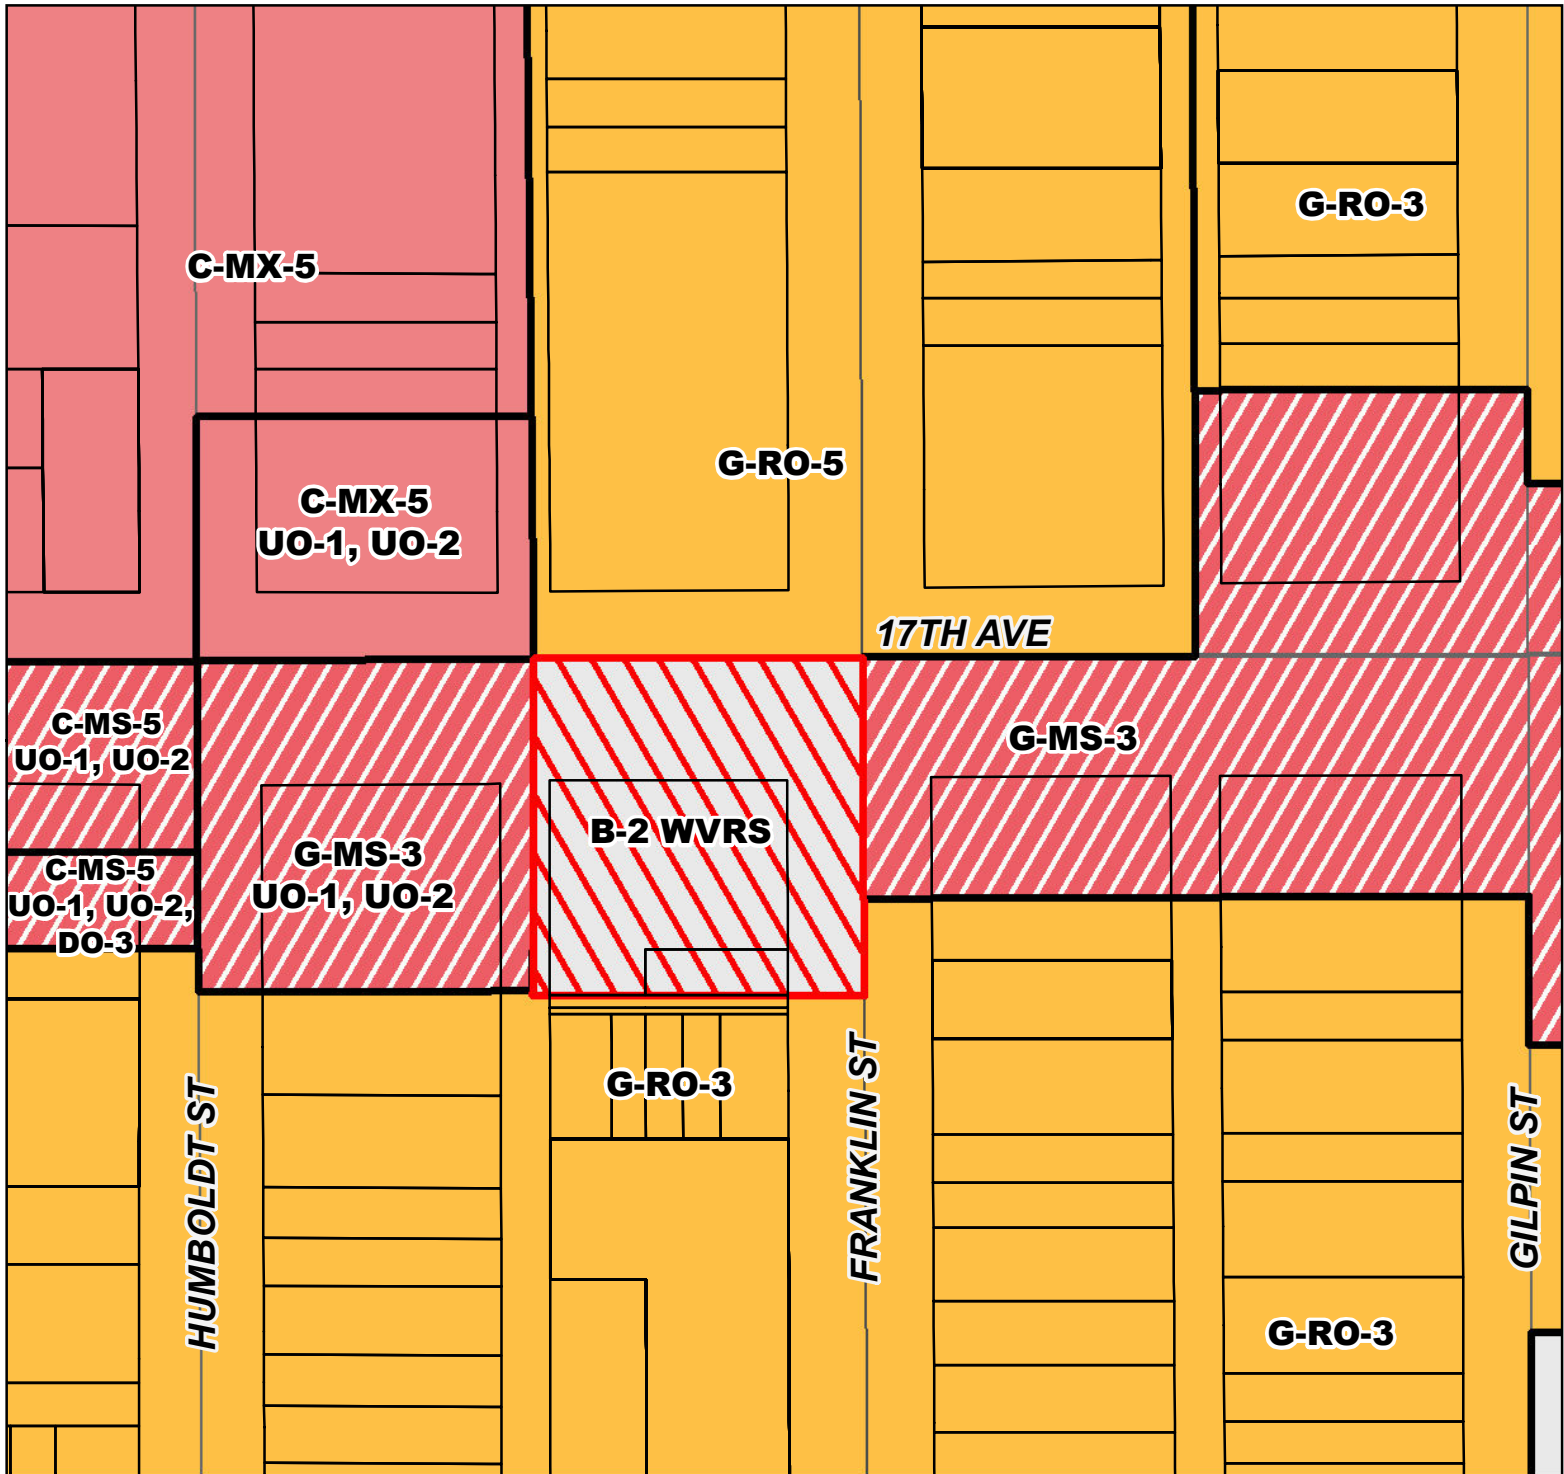 G-RO-3
C-MX-5
G-RO-5
C-MX-5
UO-1, UO-2
17TH AVE
C-MS-5
UO-1, UO-2
G-MS-3
B-2 WVRS
G-MS-3
UO-1, UO-2
C-MS-5
UO-1, UO-2,
DO-3
G-RO-3
HUMBOLDT ST
FRANKLIN ST
GILPIN ST
G-RO-3